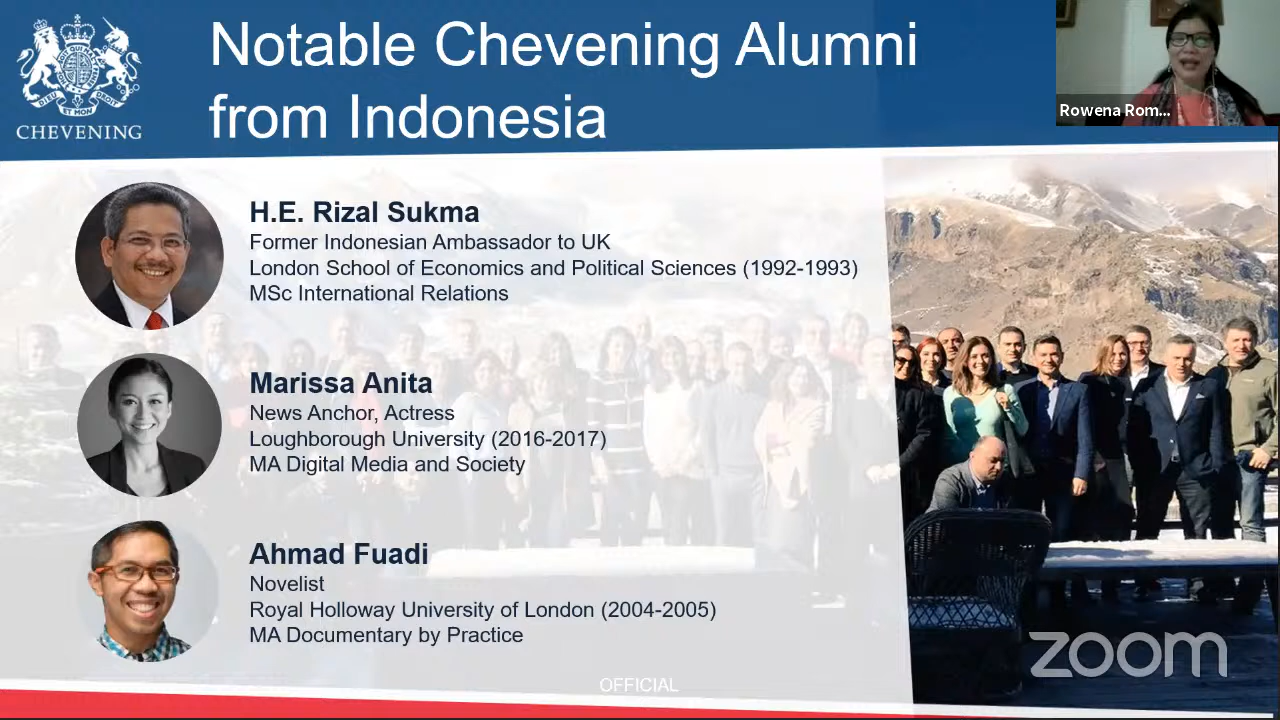 Notable Chevening Alumni
from Indonesia
CHEVENING
Rowena Rom...
H.E. Rizal Sukma
Former Indonesian Ambassador to UK
London School of Economics and Political Sciences (1992-1993)
MSc International Relations
Marissa Anita
News Anchor, Actress
Loughborough University (2016-2017)
MA Digital Media and Society
Ahmad Fuadi
Novelist
Royal Holloway University of London (2004-2005)
MA Documentary by Practice
OFFICIAL
zoom